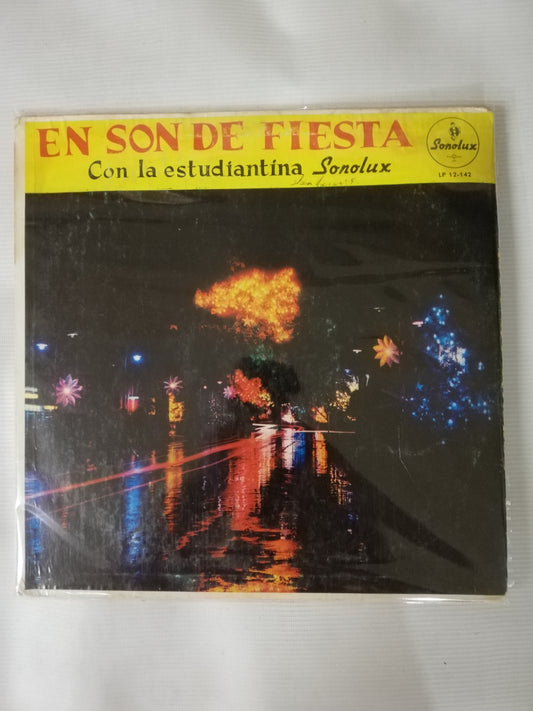 EN SON DE FIESTA
Con la estudiantina Sonolux
Sonolux
LP 12-142